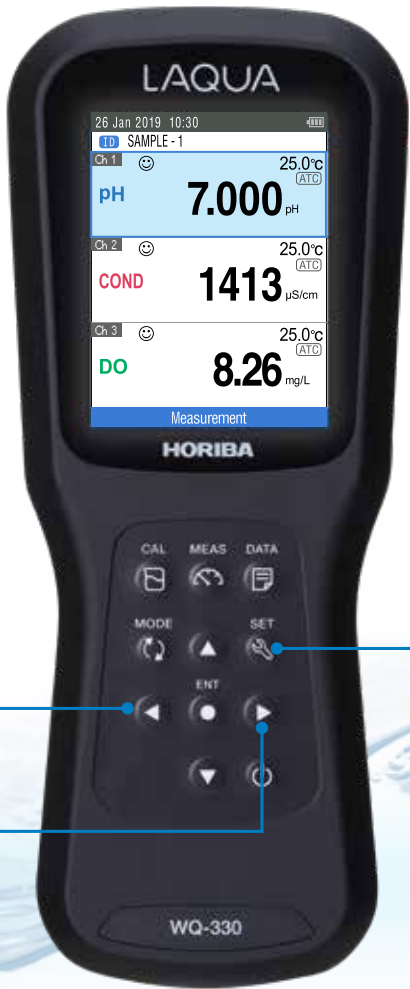 LAQUA
26 Jan 2019 10:30
ID SAMPLE - 1
Ch 1 25.0℃
ATC
pH 7.000 pH
Ch 2 25.0℃
ATC
COND 1413 µS/cm
Ch 3 25.0℃
ATC
DO 8.26 mg/L
Measurement
HORIBA
CAL MEAS DATA
MODE SET
ENT
WQ-330